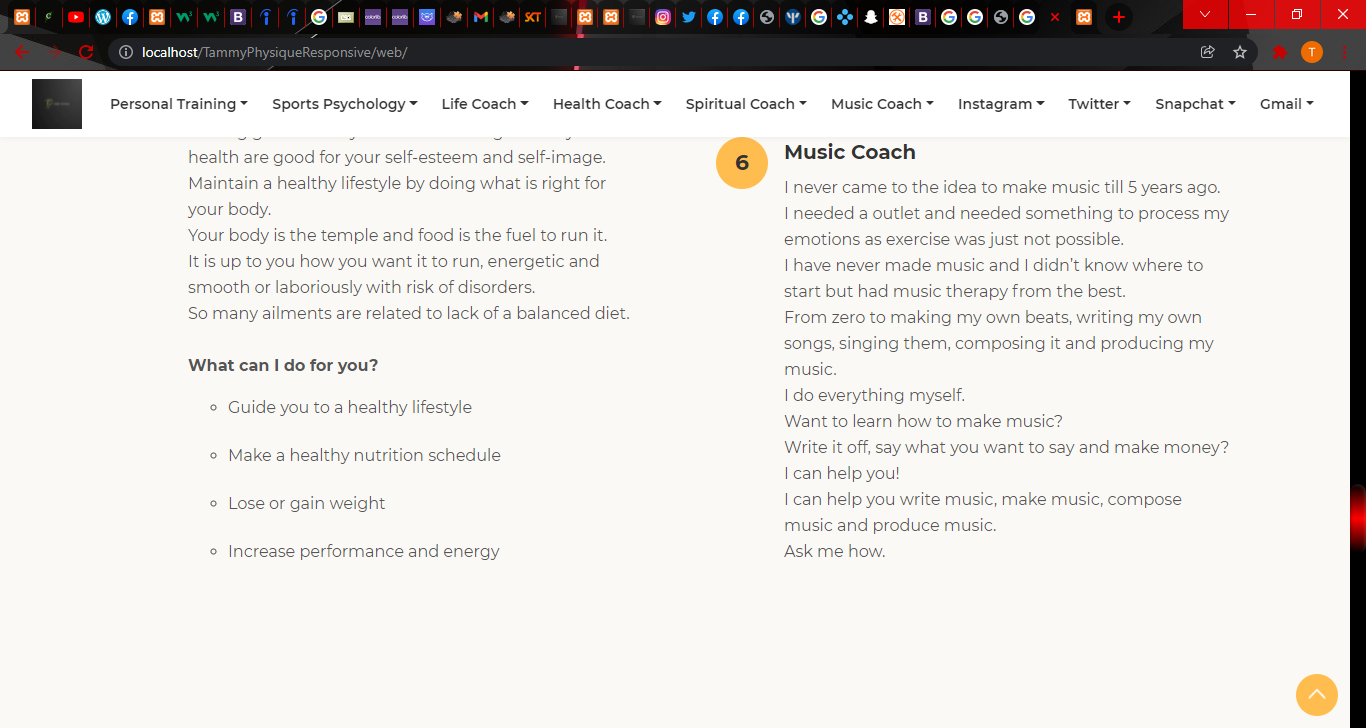 localhost/TammyPhysiqueResponsive/web/
T
Personal Training Sports Psychology Life Coach Health Coach Spiritual Coach Music Coach Instagram Twitter Snapchat Gmail
health are good for your self-esteem and self-image.
Maintain a healthy lifestyle by doing what is right for
your body.
Your body is the temple and food is the fuel to run it.
It is up to you how you want it to run, energetic and
smooth or laboriously with risk of disorders.
So many ailments are related to lack of a balanced diet.
What can I do for you?
Guide you to a healthy lifestyle
Make a healthy nutrition schedule
Lose or gain weight
Increase performance and energy
6
Music Coach
I never came to the idea to make music till 5 years ago.
I needed a outlet and needed something to process my
emotions as exercise was just not possible.
I have never made music and I didn’t know where to
start but had music therapy from the best.
From zero to making my own beats, writing my own
songs, singing them, composing it and producing my
music.
I do everything myself.
Want to learn how to make music?
Write it off, say what you want to say and make money?
I can help you!
I can help you write music, make music, compose
music and produce music.
Ask me how.